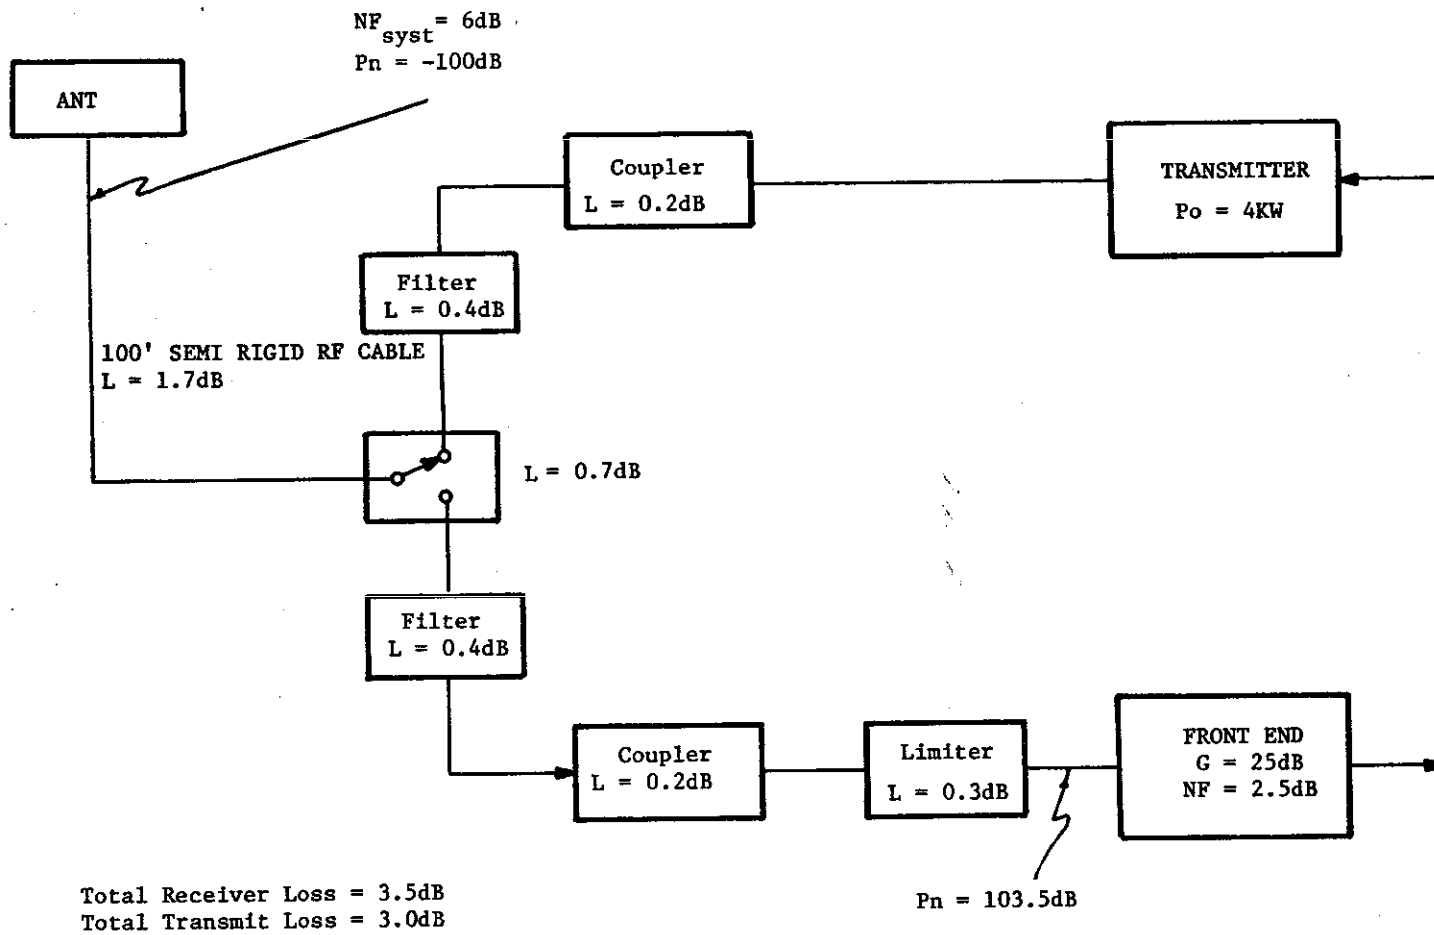 NFsyst = 6dB
Pn = -100dB
ANT
Coupler
L = 0.2dB
TRANSMITTER
Po = 4KW
Filter
L = 0.4dB
100' SEMI RIGID RF CABLE
L = 1.7dB
L = 0.7dB
Filter
L = 0.4dB
Coupler
L = 0.2dB
Limiter
L = 0.3dB
FRONT END
G = 25dB
NF = 2.5dB
Pn = 103.5dB
Total Receiver Loss = 3.5dB
Total Transmit Loss = 3.0dB